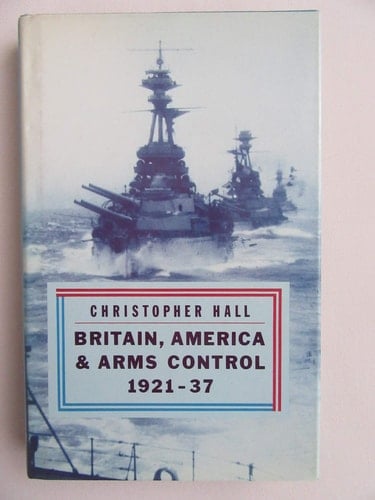 CHRISTOPHER HALL
BRITAIN, AMERICA
& ARMS CONTROL
1921-37